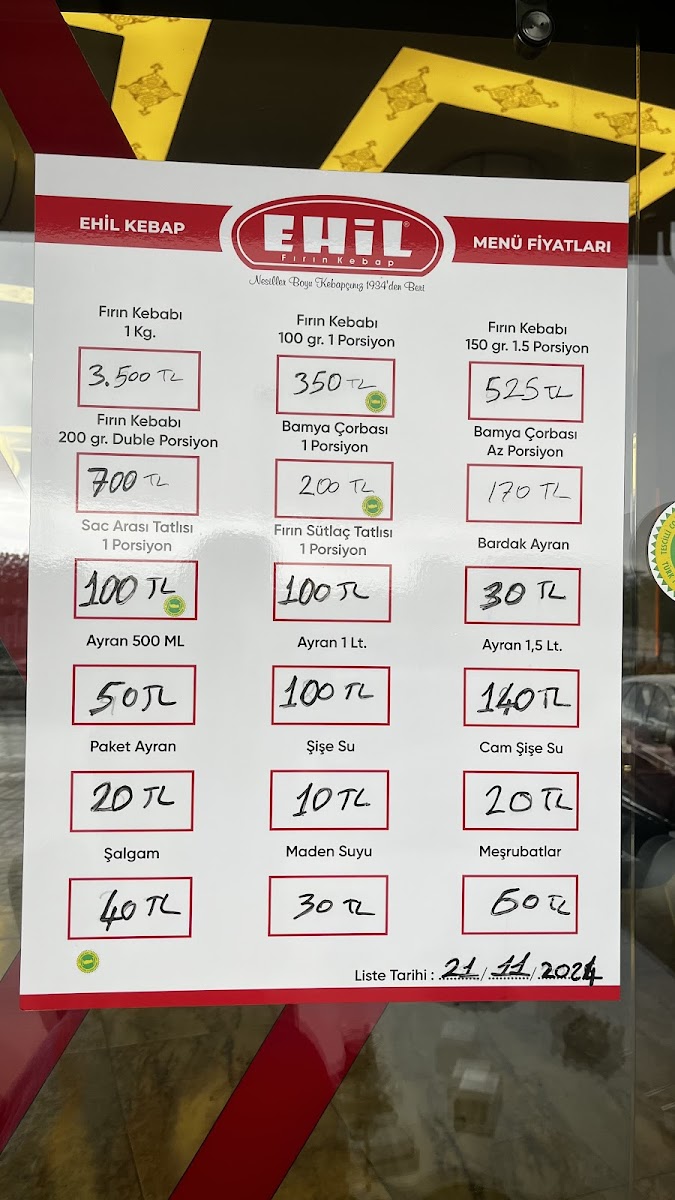 EHİL KEBAP
EHİL
Fırın Kebap
MENÜ FİYATLARI
Nesiller Boyu Kebapçınız 1934'den Beri
Fırın Kebabı
1 Kg.
3.500 TL
Fırın Kebabı
100 gr. 1 Porsiyon
350 TL
Fırın Kebabı
150 gr. 1.5 Porsiyon
525 TL
Fırın Kebabı
200 gr. Duble Porsiyon
700 TL
Bamya Çorbası
1 Porsiyon
200 TL
Bamya Çorbası
Az Porsiyon
170 TL
Sac Arası Tatlısı
1 Porsiyon
100 TL
Fırın Sütlaç Tatlısı
1 Porsiyon
100 TL
Bardak Ayran
30 TL
Ayran 500 ML
50 TL
Ayran 1 Lt.
100 TL
Ayran 1,5 Lt.
140 TL
Paket Ayran
20 TL
Şişe Su
10 TL
Cam Şişe Su
20 TL
Şalgam
40 TL
Maden Suyu
30 TL
Meşrubatlar
60 TL
Liste Tarihi : 21 / 11 / 2024